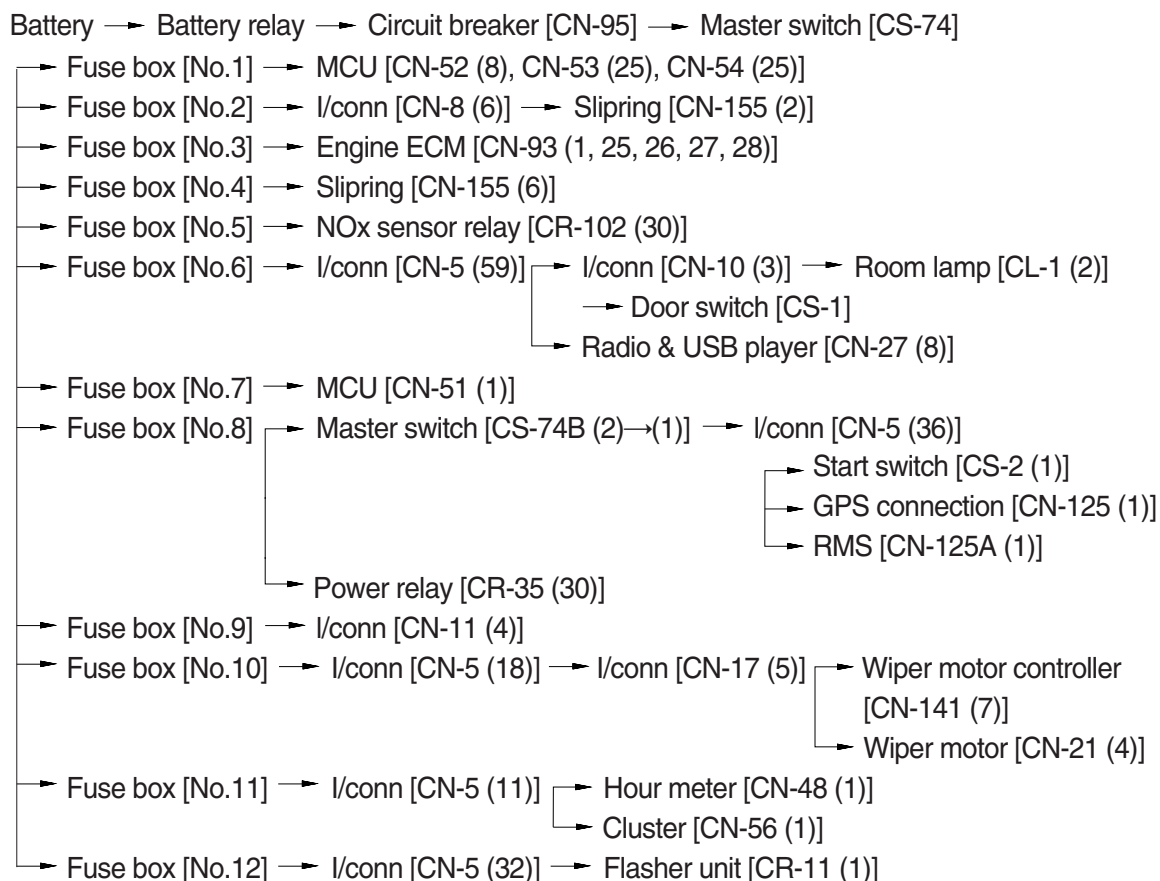 Battery → Battery relay → Circuit breaker [CN-95] → Master switch [CS-74]
→ Fuse box [No.1] → MCU [CN-52 (8), CN-53 (25), CN-54 (25)]
→ Fuse box [No.2] → I/conn [CN-8 (6)] → Slipring [CN-155 (2)]
→ Fuse box [No.3] → Engine ECM [CN-93 (1, 25, 26, 27, 28)]
→ Fuse box [No.4] → Slipring [CN-155 (6)]
→ Fuse box [No.5] → NOx sensor relay [CR-102 (30)]
→ Fuse box [No.6] → I/conn [CN-5 (59)] → I/conn [CN-10 (3)] → Room lamp [CL-1 (2)]
→ Door switch [CS-1]
→ Radio & USB player [CN-27 (8)]
→ Fuse box [No.7] → MCU [CN-51 (1)]
→ Fuse box [No.8] → Master switch [CS-74B (2)→(1)] → I/conn [CN-5 (36)]
→ Start switch [CS-2 (1)]
→ GPS connection [CN-125 (1)]
→ RMS [CN-125A (1)]
→ Power relay [CR-35 (30)]
→ Fuse box [No.9] → I/conn [CN-11 (4)]
→ Fuse box [No.10] → I/conn [CN-5 (18)] → I/conn [CN-17 (5)] → Wiper motor controller
[CN-141 (7)]
→ Wiper motor [CN-21 (4)]
→ Fuse box [No.11] → I/conn [CN-5 (11)] → Hour meter [CN-48 (1)]
→ Cluster [CN-56 (1)]
→ Fuse box [No.12] → I/conn [CN-5 (32)] → Flasher unit [CR-11 (1)]